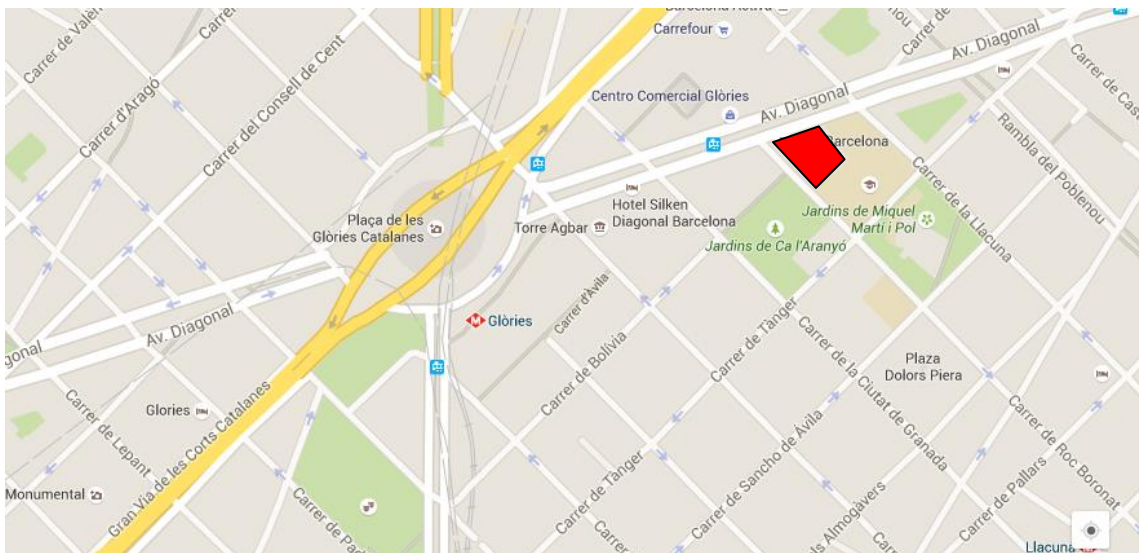 Barcelona Activa
Carrefour
Av. Diagonal
Centro Comercial Glòries
Av. Diagonal
Carrer d'Aragó
Carrer del Consell de Cent
Barcelona
Rambla del Poblenou
Carrer de la Llacuna
Plaça de les
Glòries Catalanes
Torre Agbar
Hotel Silken
Diagonal Barcelona
Jardins de Miquel
Martí i Pol
Jardins de Ca l'Aranyó
Av. Diagonal
Diagonal
M
Glòries
Carrer d'Àvila
Carrer de Bolívia
Carrer de Tànger
Carrer de la Ciutat de Granada
Plaza
Dolors Piera
Glories
Carrer de Lepant
Gran Via de les Corts Catalanes
Monumental
Carrer de Tànger
Carrer de Sancho de Ávila
Carrer de Pallars
Carrer de Roc Boronat
Llacuna